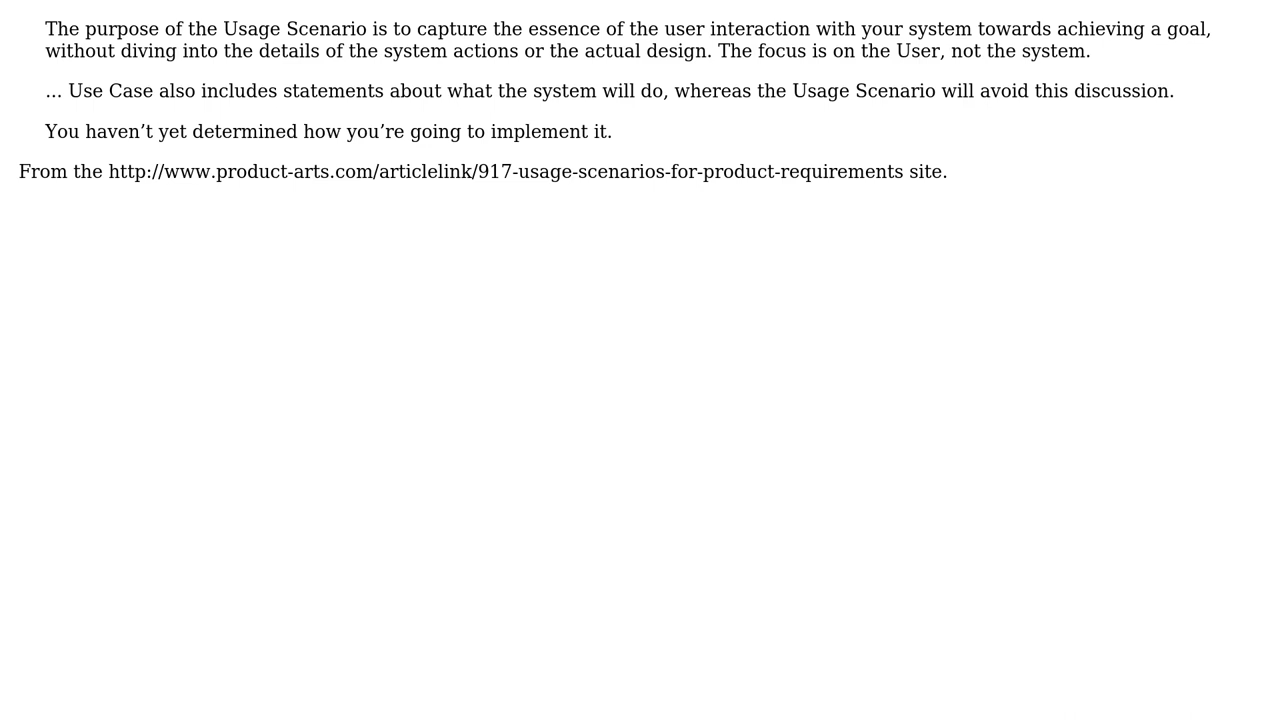 The purpose of the Usage Scenario is to capture the essence of the user interaction with your system towards achieving a goal,
without diving into the details of the system actions or the actual design. The focus is on the User, not the system.
... Use Case also includes statements about what the system will do, whereas the Usage Scenario will avoid this discussion.
You haven’t yet determined how you’re going to implement it.
From the http://www.product-arts.com/articlelink/917-usage-scenarios-for-product-requirements site.